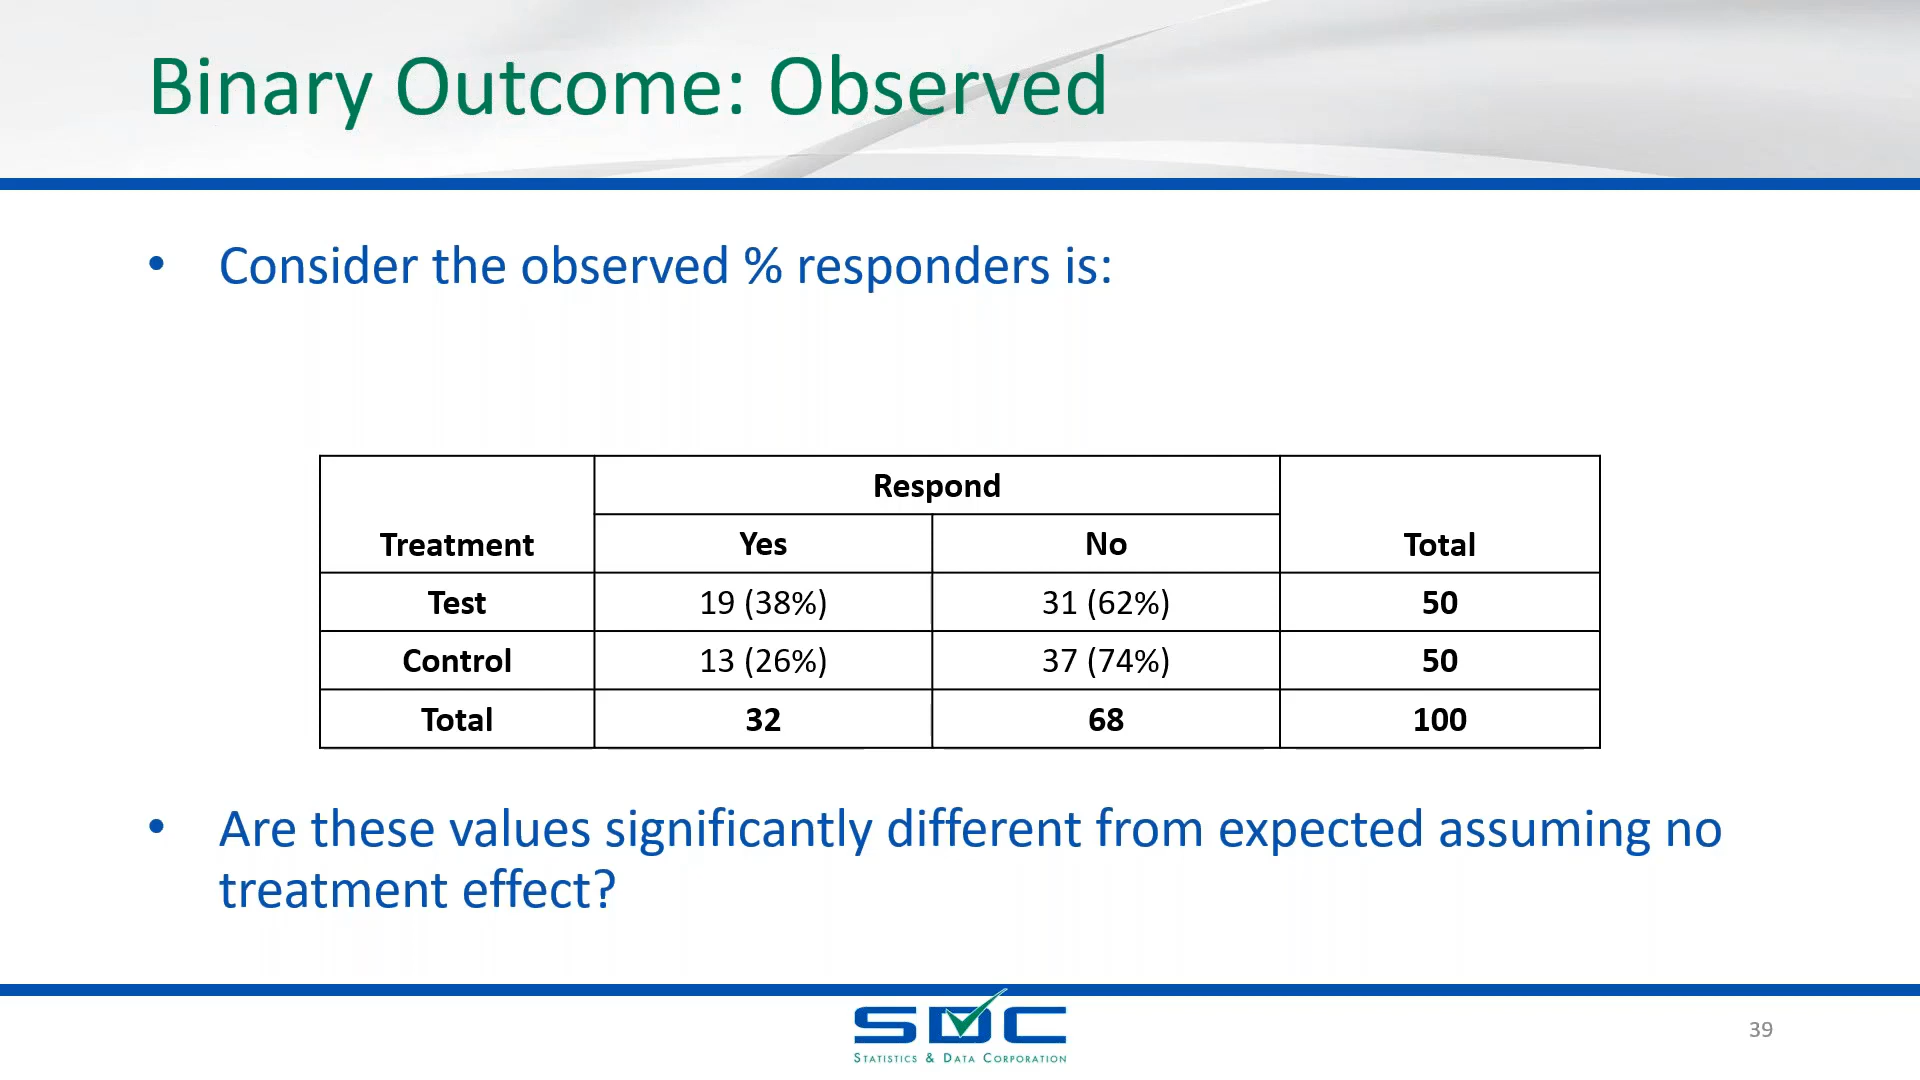 Binary Outcome: Observed
• Consider the observed % responders is:
Respond
Treatment Yes No Total
Test 19 (38%) 31 (62%) 50
Control 13 (26%) 37 (74%) 50
Total 32 68 100
• Are these values significantly different from expected assuming no
treatment effect?
SDC
STATISTICS & DATA CORPORATION
39